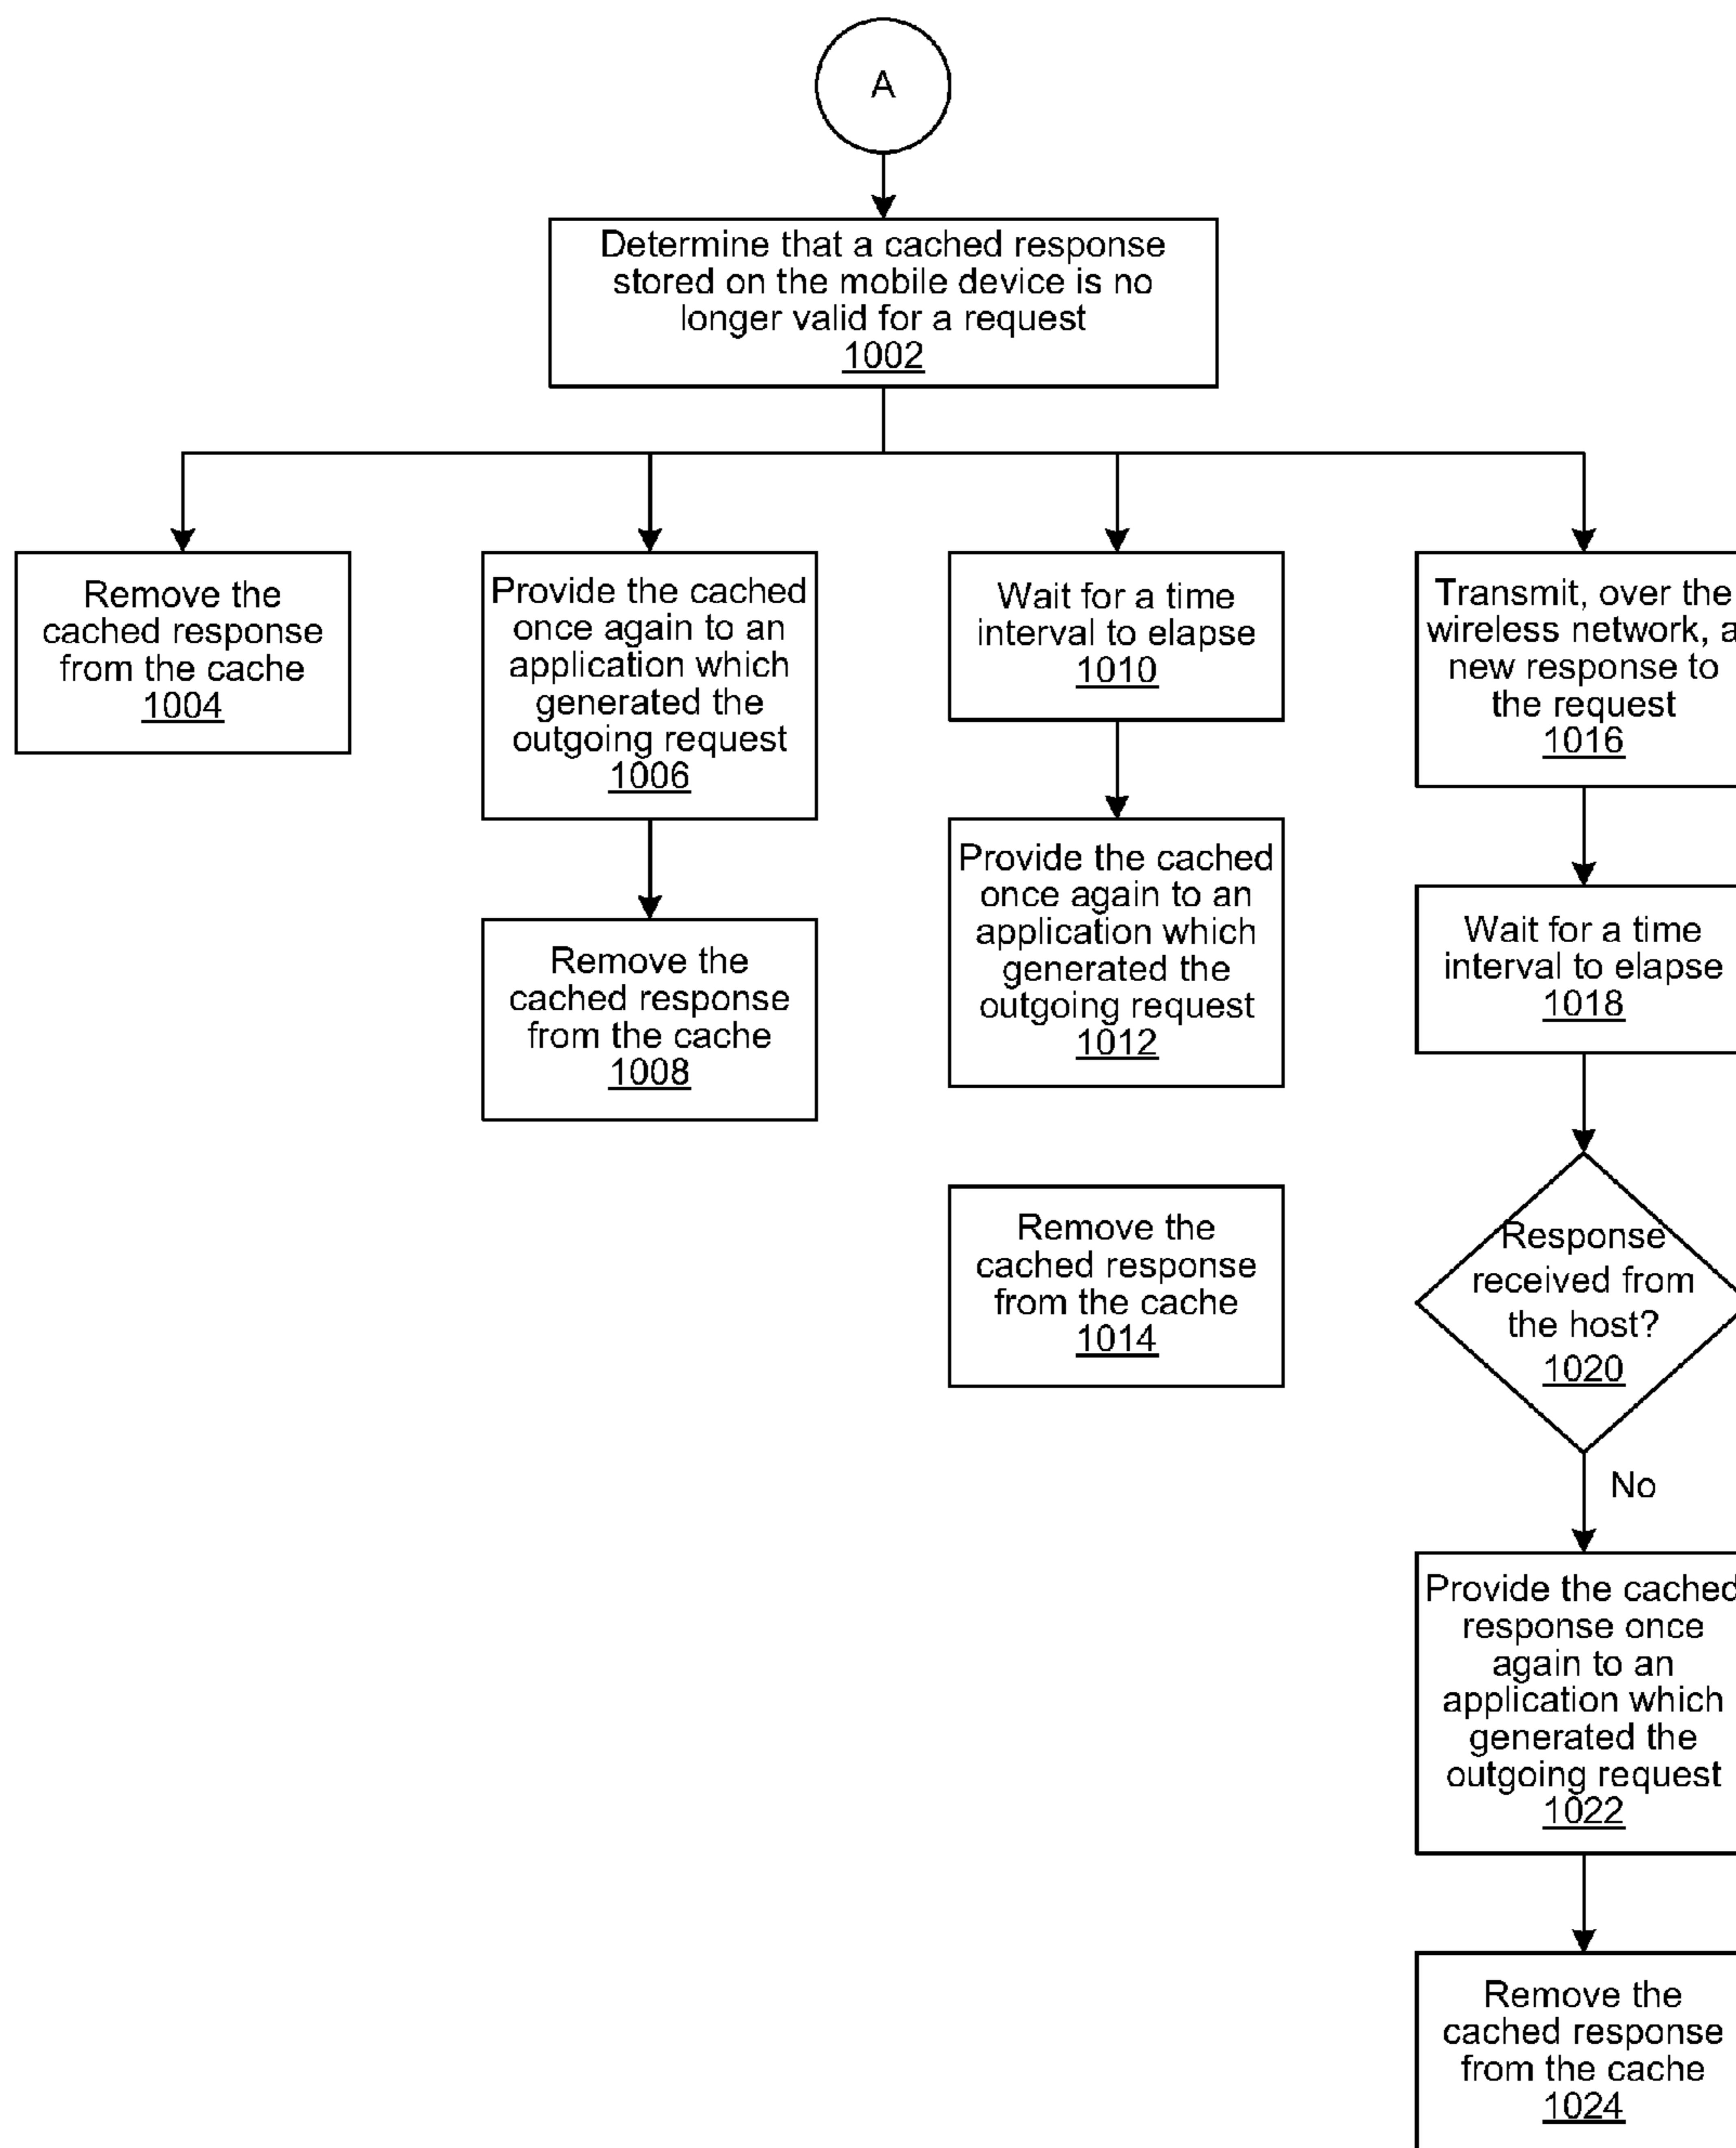 A
Determine that a cached response
stored on the mobile device is no
longer valid for a request
1002
Remove the
cached response
from the cache
1004
Provide the cached
once again to an
application which
generated the
outgoing request
1006
Remove the
cached response
from the cache
1008
Wait for a time
interval to elapse
1010
Provide the cached
once again to an
application which
generated the
outgoing request
1012
Remove the
cached response
from the cache
1014
Transmit, over the
wireless network, a
new response to
the request
1016
Wait for a time
interval to elapse
1018
Response
received from
the host?
1020
No
Provide the cached
response once
again to an
application which
generated the
outgoing request
1022
Remove the
cached response
from the cache
1024